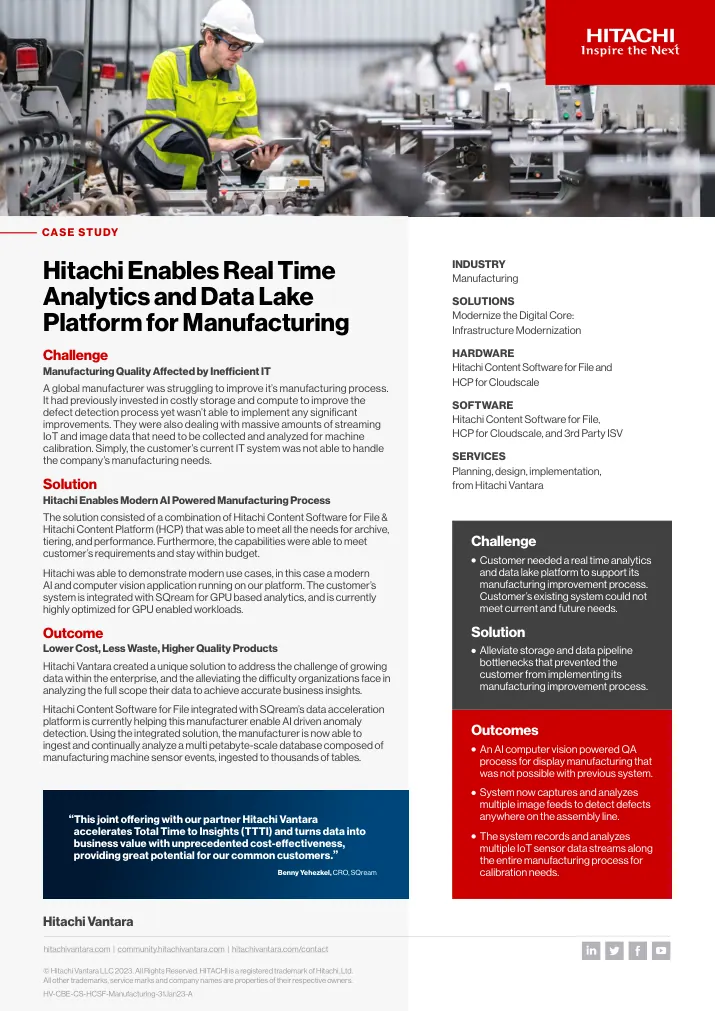 HITACHI
Inspire the Next
CASE STUDY
Hitachi Enables Real Time
Analytics and Data Lake
Platform for Manufacturing
Challenge
Manufacturing Quality Affected by Inefficient IT
A global manufacturer was struggling to improve it's manufacturing process.
It had previously invested in costly storage and compute to improve the
defect detection process yet wasn't able to implement any significant
improvements. They were also dealing with massive amounts of streaming
IoT and image data that need to be collected and analyzed for machine
calibration. Simply, the customer's current IT system was not able to handle
the company's manufacturing needs.
Solution
Hitachi Enables Modern AI Powered Manufacturing Process
The solution consisted of a combination of Hitachi Content Software for File &
Hitachi Content Platform (HCP) that was able to meet all the needs for archive,
tiering, and performance. Furthermore, the capabilities were able to meet
customer's requirements and stay within budget.
Hitachi was able to demonstrate modern use cases, in this case a modern
AI and computer vision application running on our platform. The customer's
system is integrated with SQream for GPU based analytics, and is currently
highly optimized for GPU enabled workloads.
Outcome
Lower Cost, Less Waste, Higher Quality Products
Hitachi Vantara created a unique solution to address the challenge of growing
data within the enterprise, and the alleviating the difficulty organizations face in
analyzing the full scope their data to achieve accurate business insights.
Hitachi Content Software for File integrated with SQream's data acceleration
platform is currently helping this manufacturer enable AI driven anomaly
detection. Using the integrated solution, the manufacturer is now able to
ingest and continually analyze a multi petabyte-scale database composed of
manufacturing machine sensor events, ingested to thousands of tables.
"This joint offering with our partner Hitachi Vantara
accelerates Total Time to Insights (TTTI) and turns data into
business value with unprecedented cost-effectiveness,
providing great potential for our common customers."
Benny Yehezkel, CRO, SQream
INDUSTRY
Manufacturing
SOLUTIONS
Modernize the Digital Core:
Infrastructure Modernization
HARDWARE
Hitachi Content Software for File and
HCP for Cloudscale
SOFTWARE
Hitachi Content Software for File,
HCP for Cloudscale, and 3rd Party ISV
SERVICES
Planning, design, implementation,
from Hitachi Vantara
Challenge
• Customer needed a real time analytics
and data lake platform to support its
manufacturing improvement process.
Customer's existing system could not
meet current and future needs.
Solution
• Alleviate storage and data pipeline
bottlenecks that prevented the
customer from implementing its
manufacturing improvement process.
Outcomes
• An AI computer vision powered QA
process for display manufacturing that
was not possible with previous system.
• System now captures and analyzes
multiple image feeds to detect defects
anywhere on the assembly line.
• The system records and analyzes
multiple IoT sensor data streams along
the entire manufacturing process for
calibration needs.
Hitachi Vantara
hitachivantara.com | community.hitachivantara.com | hitachivantara.com/contact
© Hitachi Vantara LLC 2023. All Rights Reserved. HITACHI is a registered trademark of Hitachi, Ltd.
All other trademarks, service marks and company names are properties of their respective owners.
HV-CBE-CS-HCSF-Manufacturing-31Jan23-A